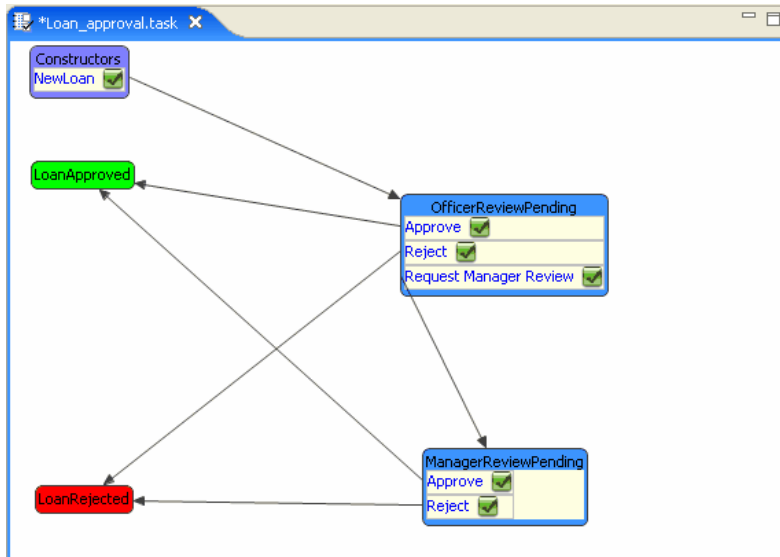 *Loan_approval.task
Constructors
NewLoan
LoanApproved
OfficerReviewPending
Approve
Reject
Request Manager Review
ManagerReviewPending
Approve
Reject
LoanRejected